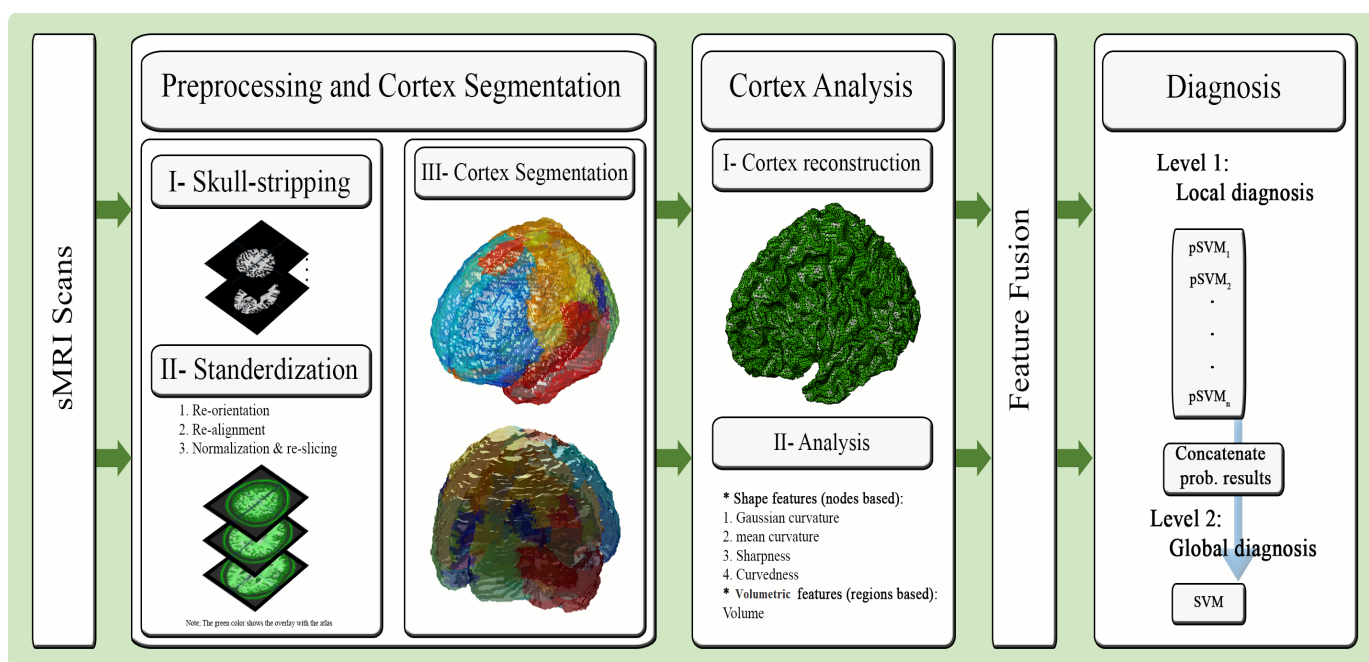 sMRI Scans
Preprocessing and Cortex Segmentation
I- Skull-stripping
II- Standerdization
1. Re-orientation
2. Re-alignment
3. Normalization & re-slicing
Note; The green color shows the overlay with the atlas
III- Cortex Segmentation
Cortex Analysis
I- Cortex reconstruction
II- Analysis
* Shape features (nodes based):
1. Gaussian curvature
2. mean curvature
3. Sharpness
4. Curvedness
* Volumetric features (regions based):
Volume
Feature Fusion
Diagnosis
Level 1:
Local diagnosis
pSVM1
pSVM2
.
.
.
pSVMn
Concatenate
prob. results
Level 2:
Global diagnosis
SVM